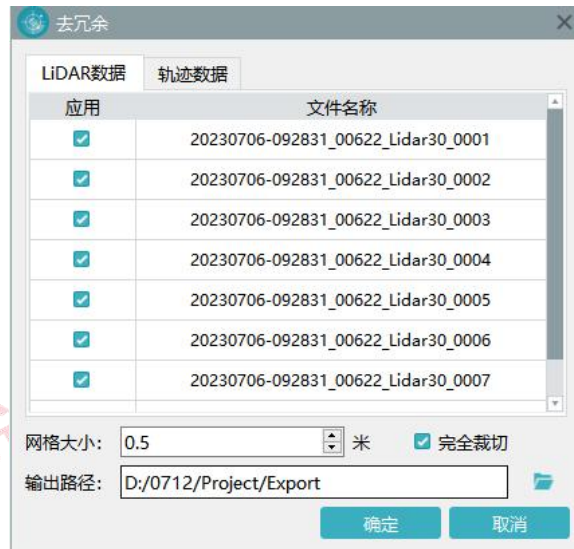 去冗余
LiDAR数据 轨迹数据
应用 文件名称
20230706-092831_00622_Lidar30_0001
20230706-092831_00622_Lidar30_0002
20230706-092831_00622_Lidar30_0003
20230706-092831_00622_Lidar30_0004
20230706-092831_00622_Lidar30_0005
20230706-092831_00622_Lidar30_0006
20230706-092831_00622_Lidar30_0007
网格大小: 0.5 米 完全裁切
输出路径: D:/0712/Project/Export
确定 取消